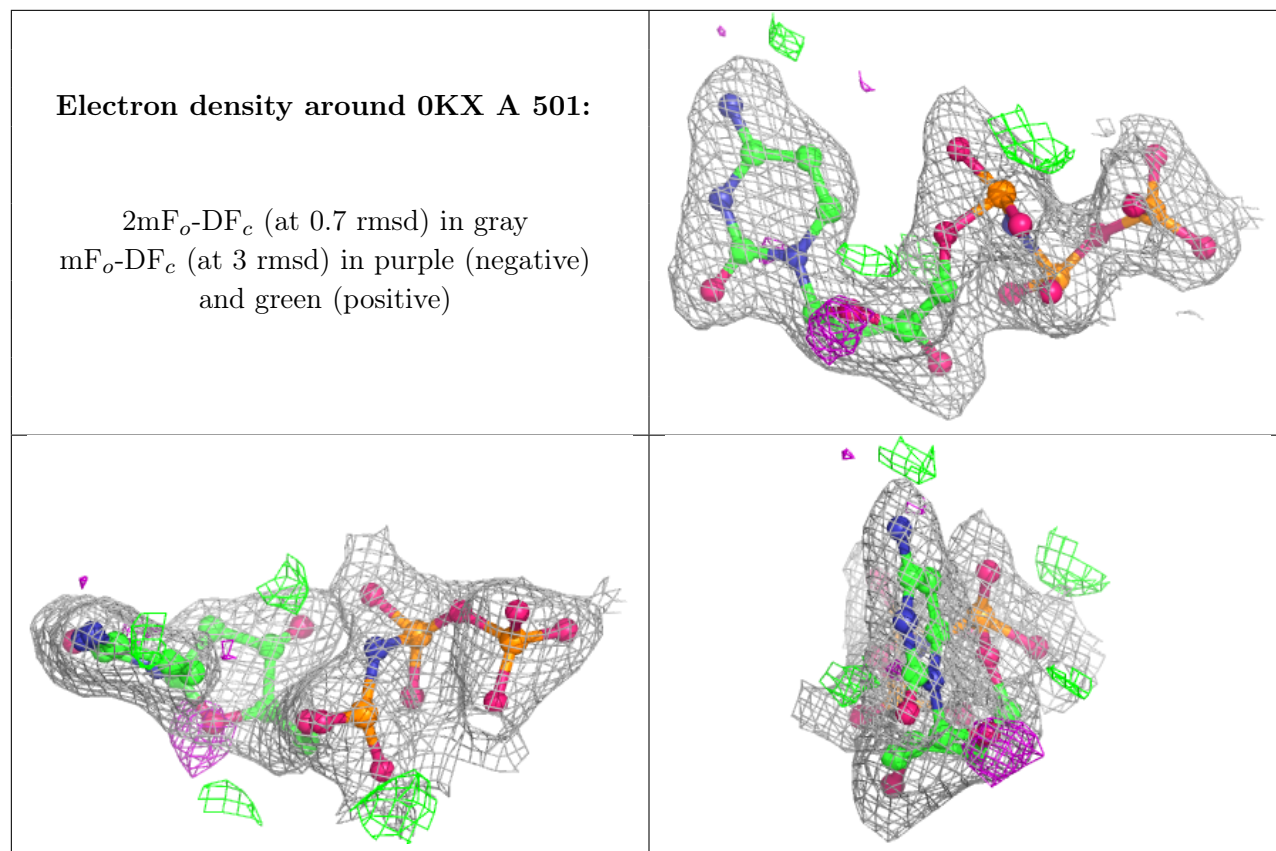 Electron density around 0KX A 501:
2mFo-DFc (at 0.7 rmsd) in gray
mFo-DFc (at 3 rmsd) in purple (negative)
and green (positive)